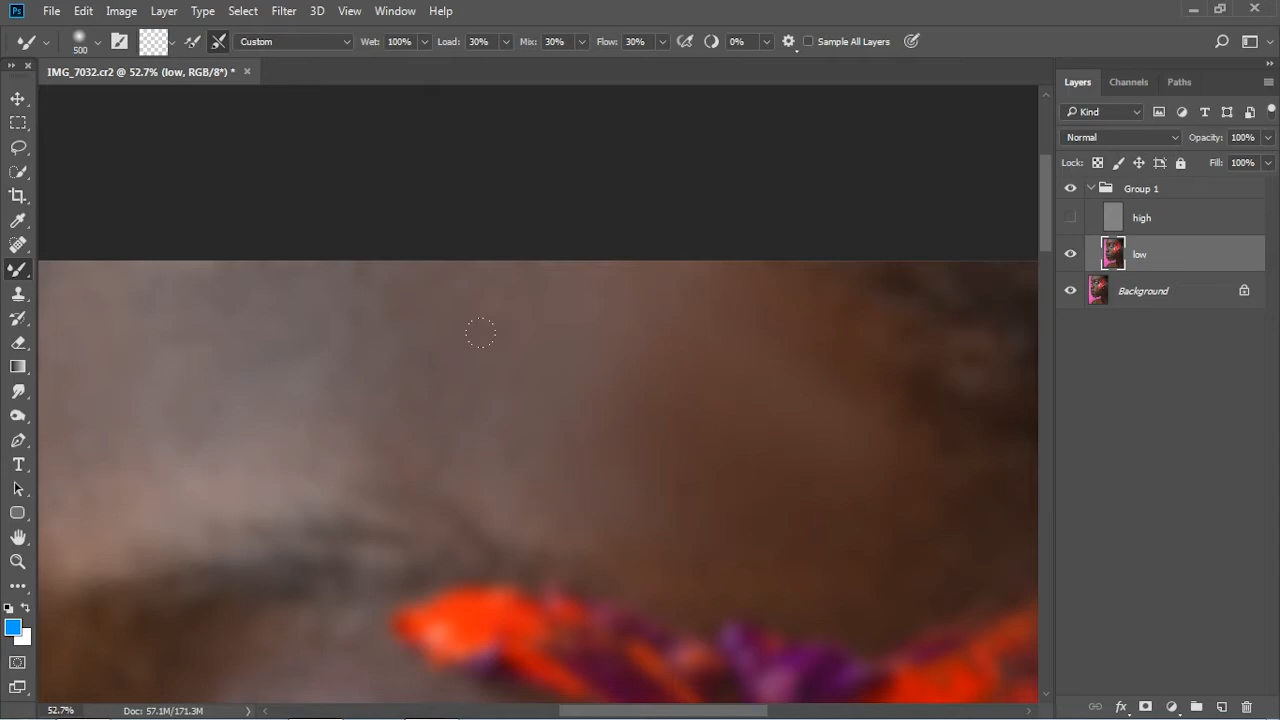 Ps File Edit Image Layer Type Select Filter 3D View Window Help
500 Custom Wet: 100% Load: 30% Mix: 30% Flow: 30% 0% Sample All Layers
IMG_7032.cr2 @ 52.7% (low, RGB/8*) *
Layers Channels Paths
Kind
Normal Opacity: 100%
Lock: Fill: 100%
Group 1
high
low
Background
52.7% Doc: 57.1M/171.3M